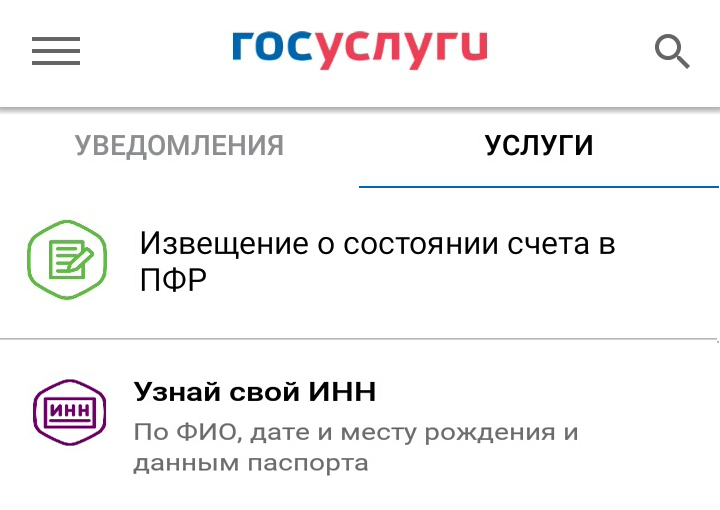 госуслуги
УВЕДОМЛЕНИЯ
УСЛУГИ
Извещение о состоянии счета в
ПФР
ИНН
Узнай свой ИНН
По ФИО, дате и месту рождения и
данным паспорта